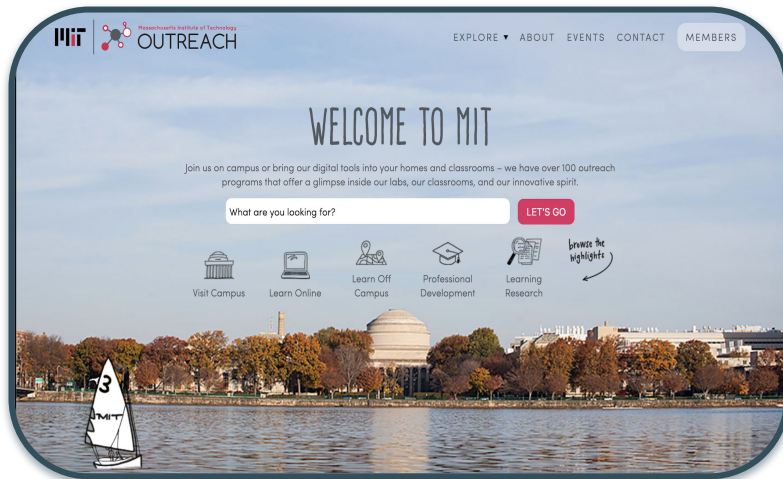 MIT
Massachusetts Institute of Technology
OUTREACH
EXPLORE ▼ ABOUT EVENTS CONTACT MEMBERS
WELCOME TO MIT
Join us on campus or bring our digital tools into your homes and classrooms – we have over 100 outreach
programs that offer a glimpse inside our labs, our classrooms, and our innovative spirit.
What are you looking for? LET'S GO
browse the
highlights
Visit Campus
Learn Online
Learn Off
Campus
Professional
Development
Learning
Research
3
MIT